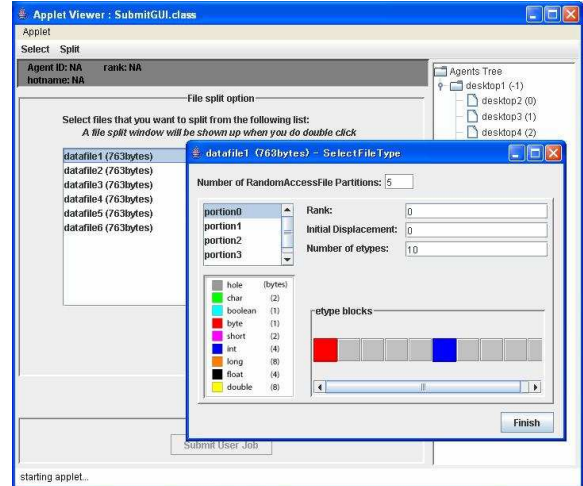 Applet Viewer : SubmitGUI.class
Applet
Select Split
Agent ID: NA rank: NA
hotname: NA
File split option
Select files that you want to split from the following list:
A file split window will be shown up when you do double click
datafile1 (763bytes)
datafile2 (763bytes)
datafile3 (763bytes)
datafile4 (763bytes)
datafile5 (763bytes)
datafile6 (763bytes)
Agents Tree
desktop1 (-1)
desktop2 (0)
desktop3 (1)
desktop4 (2)
datafile1 (763bytes) - SelectFileType
Number of RandomAccessFile Partitions: 5
portion0
portion1
portion2
portion3
Rank: 0
Initial Displacement: 0
Number of etypes: 10
hole (bytes)
char (2)
boolean (1)
byte (1)
short (2)
int (4)
long (8)
float (4)
double (8)
etype blocks
Finish
Submit User Job
starting applet...